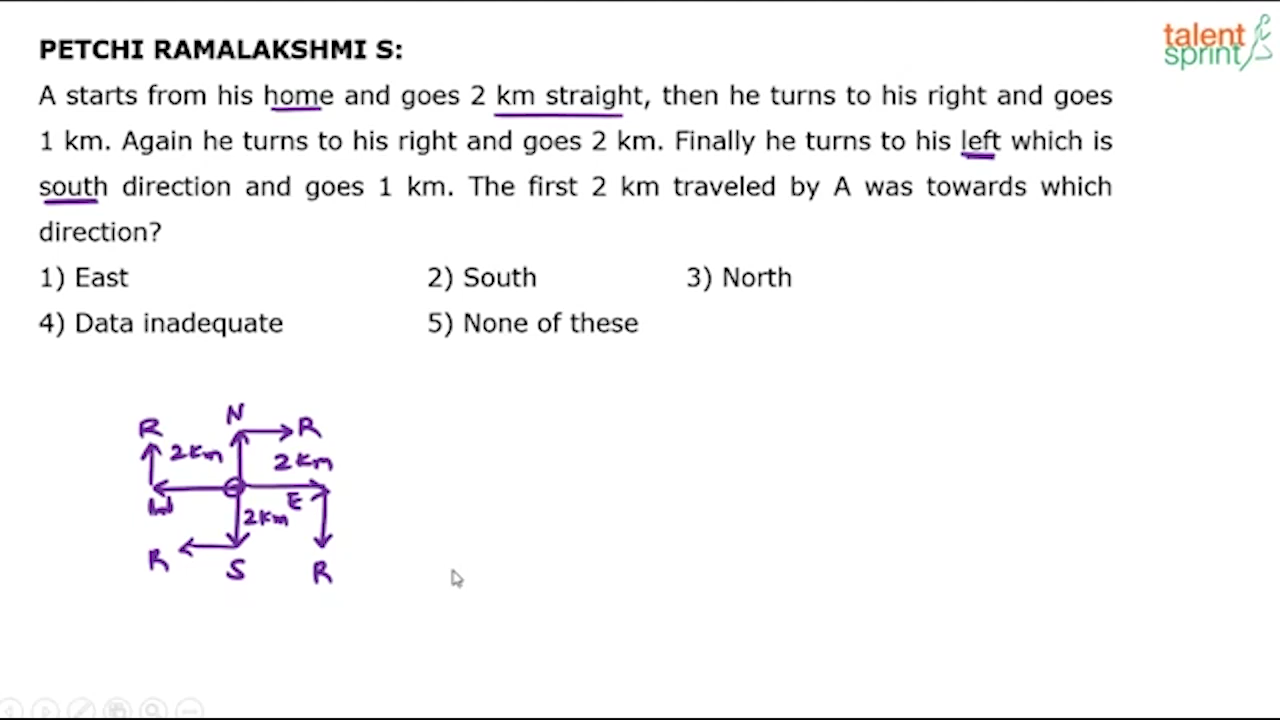 PETCHI RAMALAKSHMI S:
talent
sprint
A starts from his home and goes 2 km straight, then he turns to his right and goes
1 km. Again he turns to his right and goes 2 km. Finally he turns to his left which is
south direction and goes 1 km. The first 2 km traveled by A was towards which
direction?
1) East 2) South 3) North
4) Data inadequate 5) None of these
N
R R
2km 2km
W E
2km
R S R